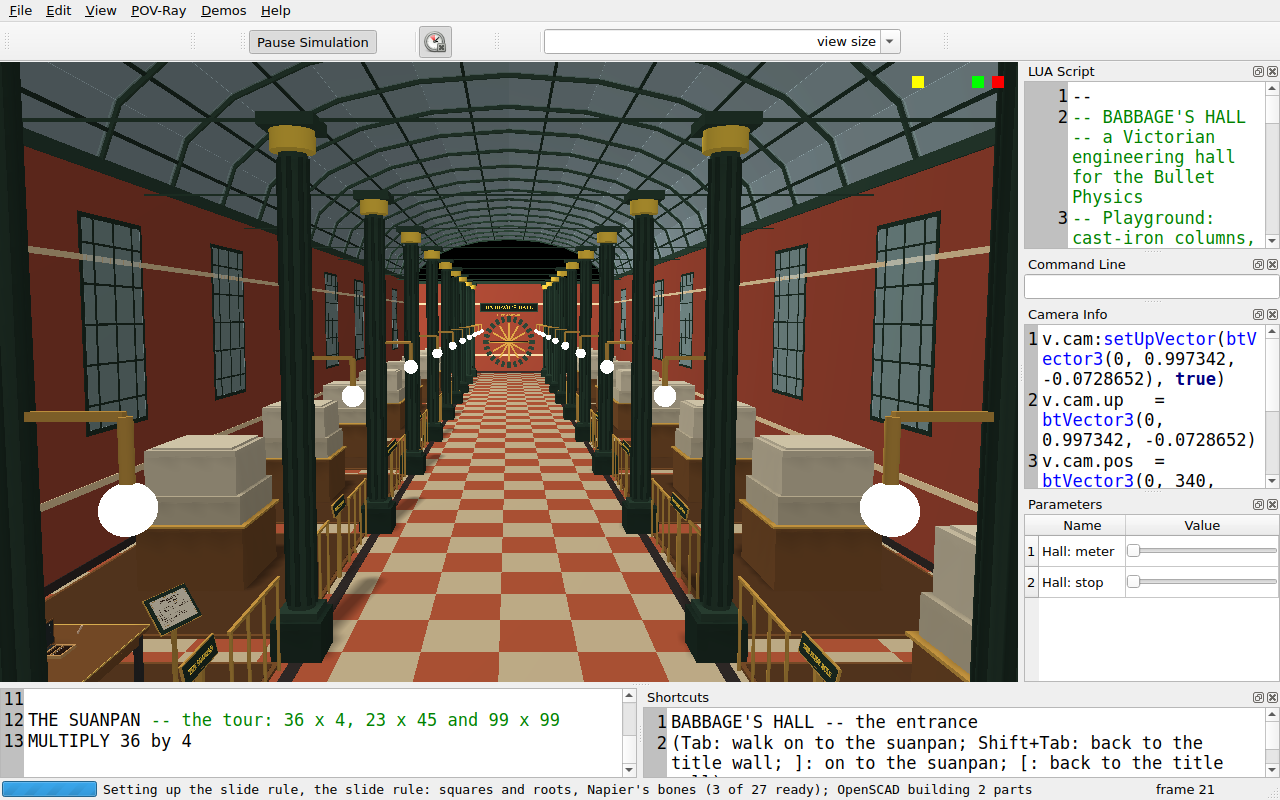 File Edit View POV-Ray Demos Help
Pause Simulation
view size
LUA Script
1 --
2 -- BABBAGE'S HALL
-- a Victorian
engineering hall
for the Bullet
Physics
3 -- Playground:
cast-iron columns,
Command Line
Camera Info
1 v.cam:setUpVector(btV
ector3(0, 0.997342,
-0.0728652), true)
2 v.cam.up =
btVector3(0,
0.997342, -0.0728652)
3 v.cam.pos =
btVector3(0, 340,
Parameters
Name Value
1 Hall: meter
2 Hall: stop
11
12 THE SUANPAN -- the tour: 36 x 4, 23 x 45 and 99 x 99
13 MULTIPLY 36 by 4
Shortcuts
1 BABBAGE'S HALL -- the entrance
2 (Tab: walk on to the suanpan; Shift+Tab: back to the
title wall; ]: on to the suanpan; [: back to the title
Setting up the slide rule, the slide rule: squares and roots, Napier's bones (3 of 27 ready); OpenSCAD building 2 parts
frame 21